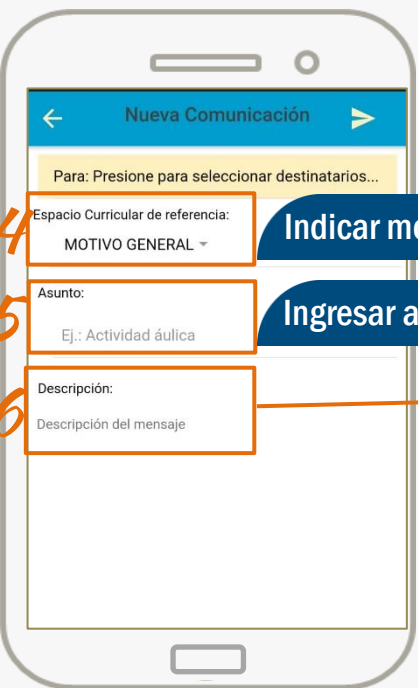 Nueva Comunicación
Para: Presione para seleccionar destinatarios...
4
Espacio Curricular de referencia:
MOTIVO GENERAL
Indicar
5
Asunto:
Ej.: Actividad áulica
Ingresar
6
Descripción:
Descripción del mensaje